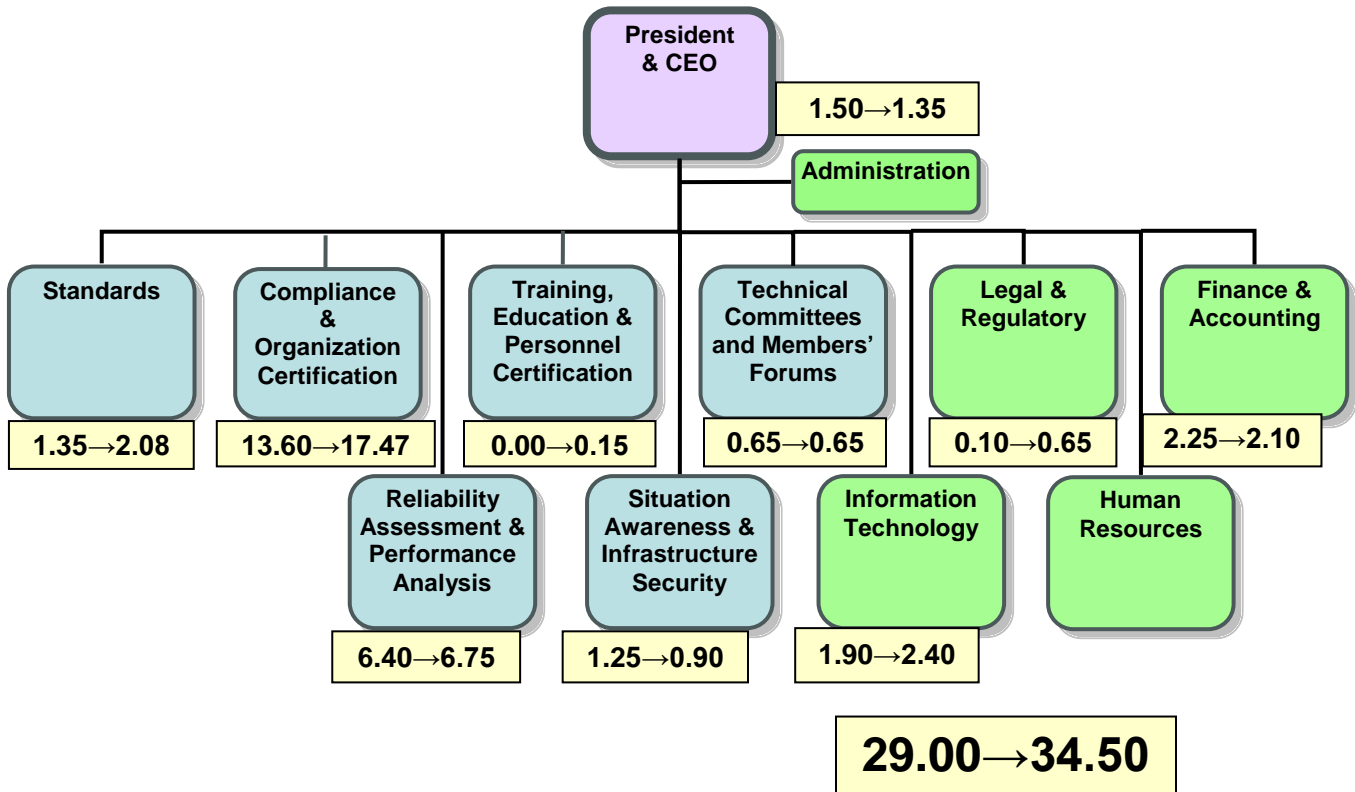 President
& CEO
1.50→1.35
Administration
Standards
1.35→2.08
Compliance
&
Organization
Certification
13.60→17.47
Training,
Education &
Personnel
Certification
0.00→0.15
Technical
Committees
and Members’
Forums
0.65→0.65
Legal &
Regulatory
0.10→0.65
Finance &
Accounting
2.25→2.10
Reliability
Assessment &
Performance
Analysis
6.40→6.75
Situation
Awareness &
Infrastructure
Security
1.25→0.90
Information
Technology
1.90→2.40
Human
Resources
29.00→34.50